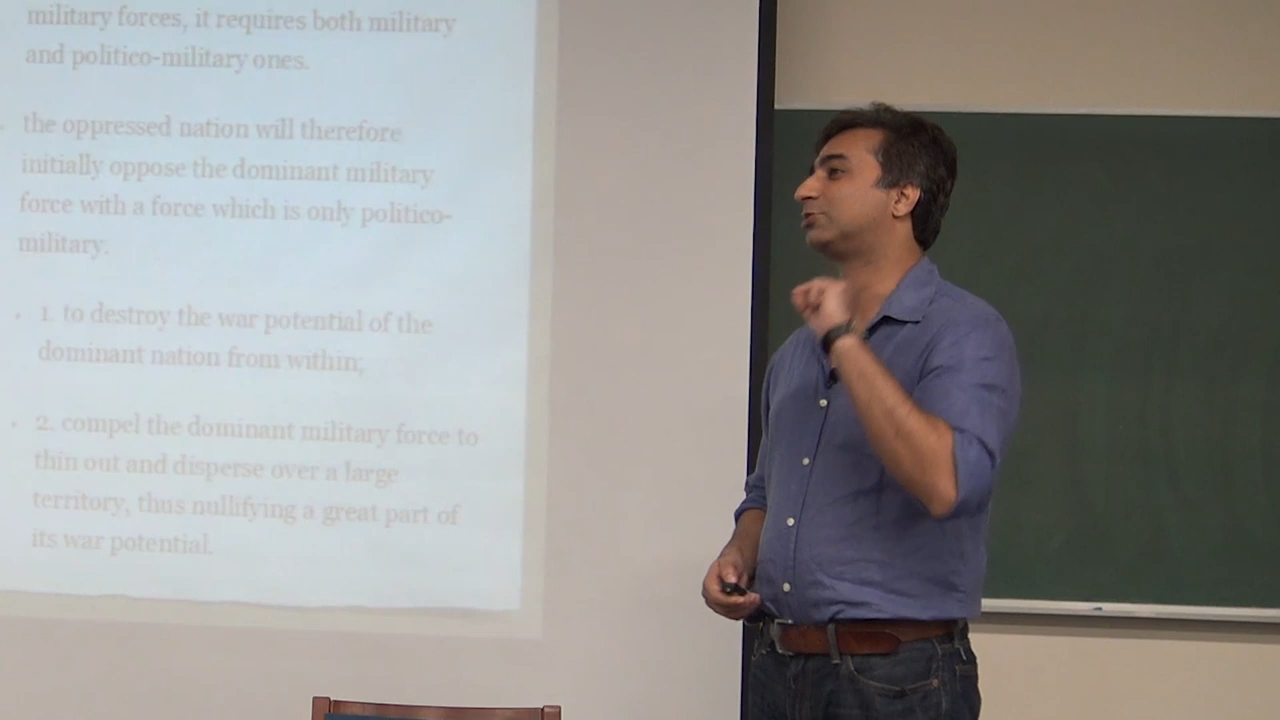 military forces, it requires both military
and politico-military ones.
the oppressed nation will therefore
initially oppose the dominant military
force with a force which is only politico-
military.
1. to destroy the war potential of the
dominant nation from within;
2. compel the dominant military force to
thin out and disperse over a large
territory, thus nullifying a great part of
its war potential.